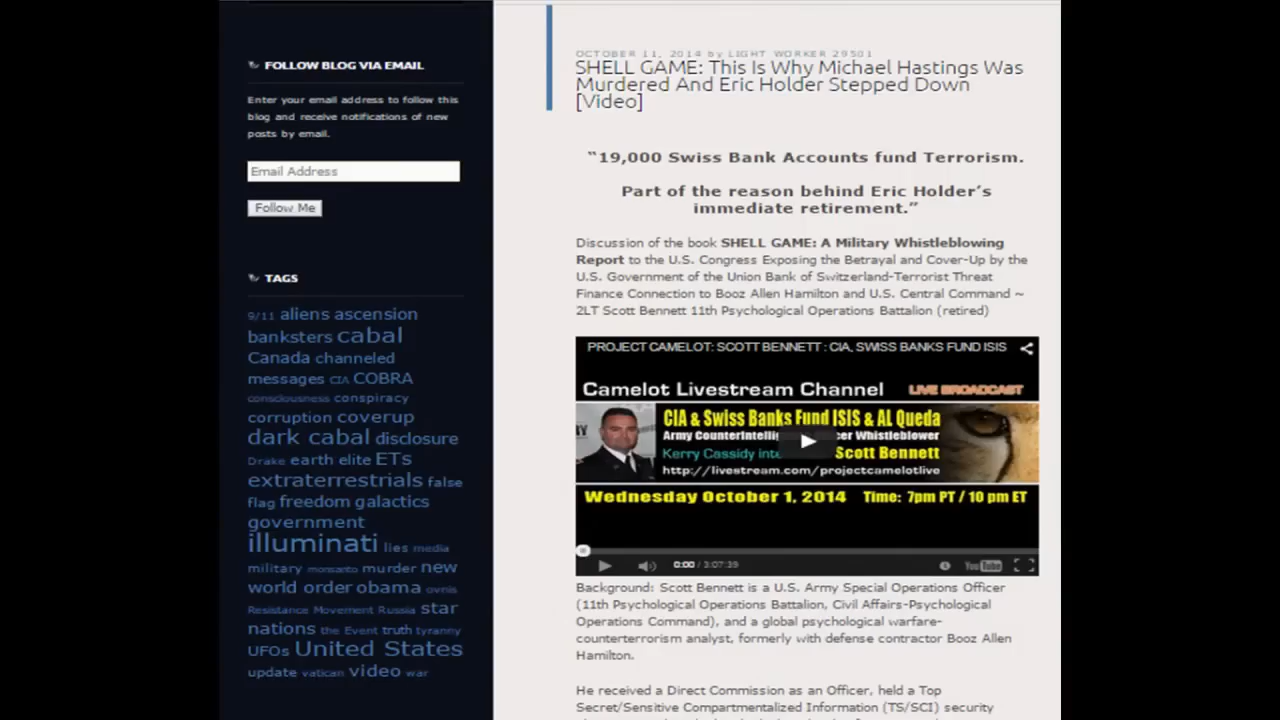 FOLLOW BLOG VIA EMAIL
Enter your email address to follow this
blog and receive notifications of new
posts by email.
Email Address
Follow Me
TAGS
9/11 aliens ascension
banksters cabal
Canada channeled
messages CIA COBRA
consciousness conspiracy
corruption coverup
dark cabal disclosure
Drake earth elite ETs
extraterrestrials false
flag freedom galactics
government
illuminati lies media
military monsanto murder new
world order obama ovnis
Resistance Movement Russia star
nations the Event truth tyranny
UFOs United States
update vatican video war
OCTOBER 11, 2014 by LIGHT WORKER 29501
SHELL GAME: This Is Why Michael Hastings Was
Murdered And Eric Holder Stepped Down
[Video]
"19,000 Swiss Bank Accounts fund Terrorism.
Part of the reason behind Eric Holder's
immediate retirement."
Discussion of the book SHELL GAME: A Military Whistleblowing
Report to the U.S. Congress Exposing the Betrayal and Cover-Up by the
U.S. Government of the Union Bank of Switzerland-Terrorist Threat
Finance Connection to Booz Allen Hamilton and U.S. Central Command ~
2LT Scott Bennett 11th Psychological Operations Battalion (retired)
PROJECT CAMELOT: SCOTT BENNETT : CIA, SWISS BANKS FUND ISIS
Camelot Livestream Channel LIVE BROADCAST
CIA & Swiss Banks Fund ISIS & AL Queda
Army CounterIntelli cer Whistleblower
Kerry Cassidy inte Scott Bennett
http://livestream.com/projectcamelotlive
Wednesday October 1, 2014 Time: 7pm PT / 10 pm ET
0:00 / 3:07:39 YouTube
Background: Scott Bennett is a U.S. Army Special Operations Officer
(11th Psychological Operations Battalion, Civil Affairs-Psychological
Operations Command), and a global psychological warfare-
counterterrorism analyst, formerly with defense contractor Booz Allen
Hamilton.
He received a Direct Commission as an Officer, held a Top
Secret/Sensitive Compartmentalized Information (TS/SCI) security